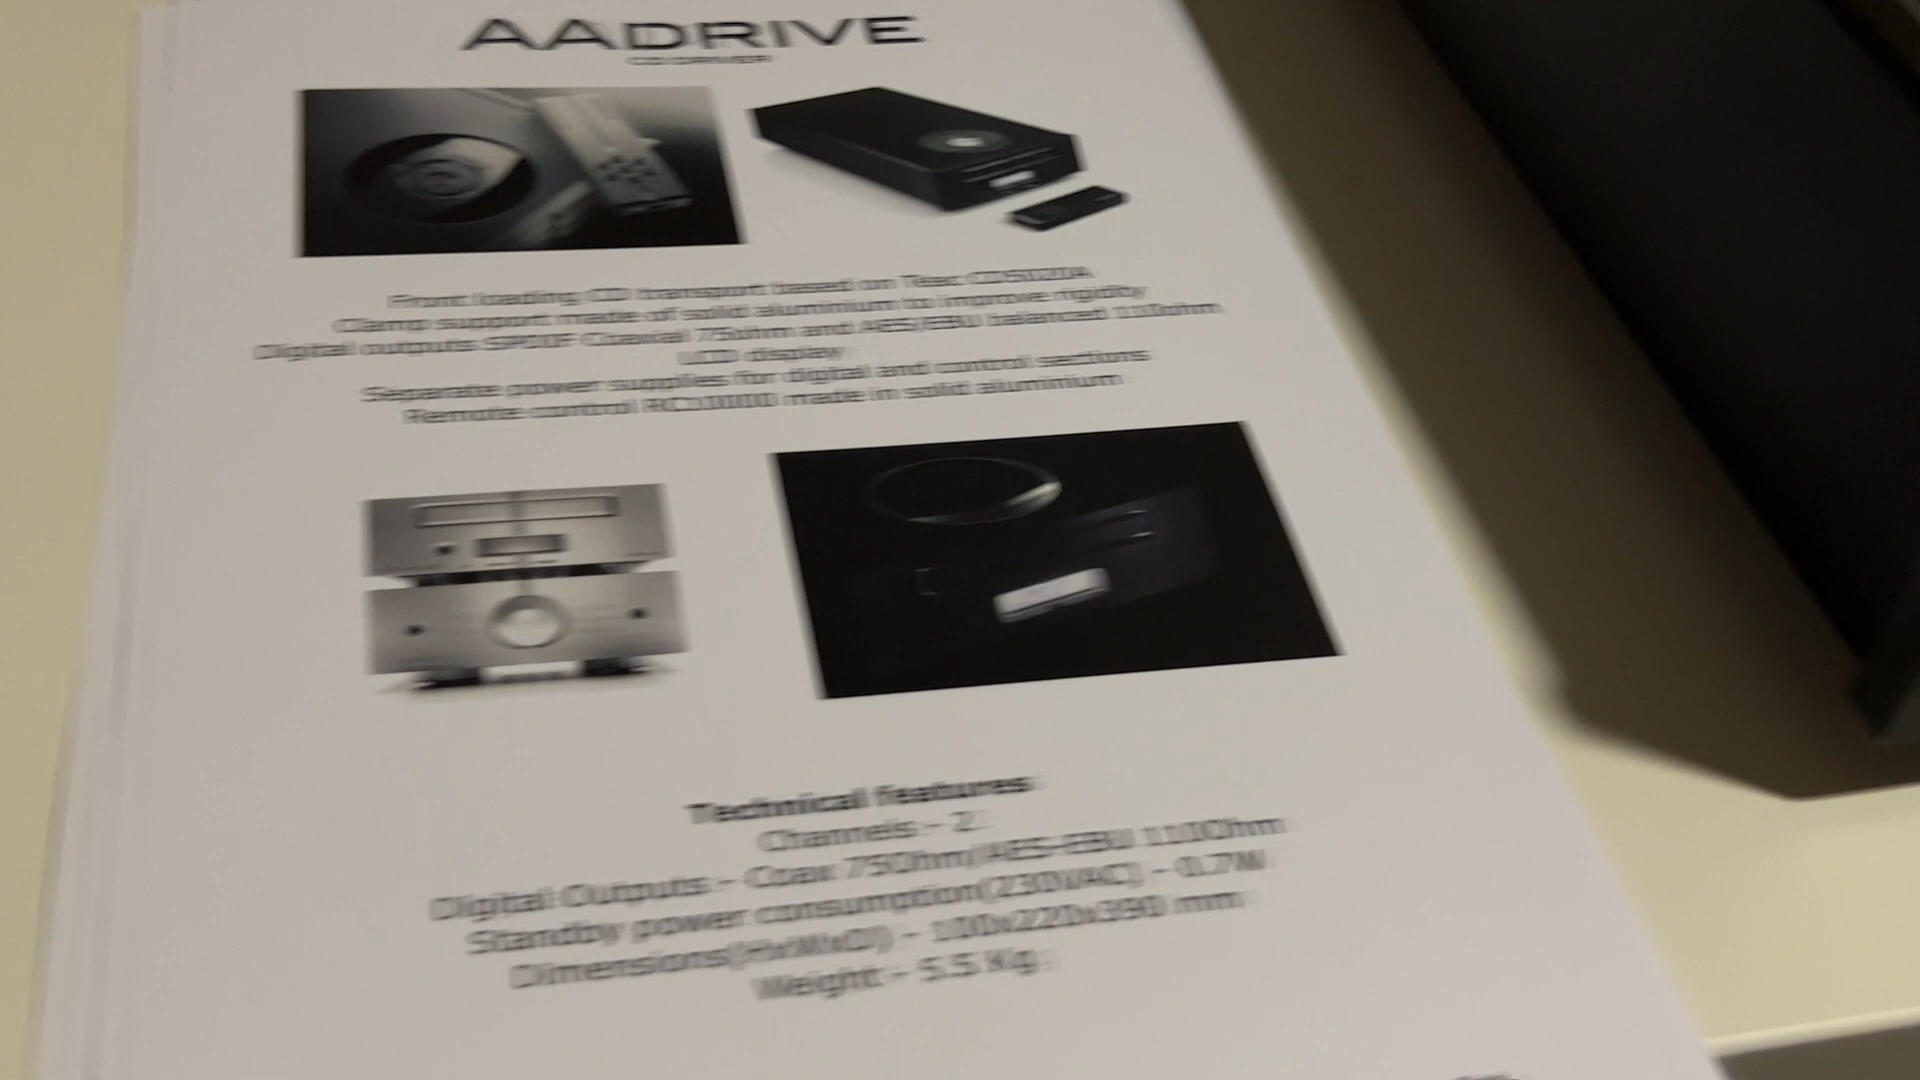 AADRIVE
CD DRIVER
Front loading CD transport based on Teac CD5020A
Clamp support made of solid aluminium to improve rigidity
Digital outputs SPDIF Coaxial 75ohm and AES/EBU balanced 110ohm
LCD display
Separate power supplies for digital and control sections
Remote control RC10000 made in solid aluminium
Technical features:
Channels - 2
Digital Outputs - Coax 75Ohm/AES-EBU 110Ohm
Standby power consumption(230VAC) - 0.7W
Dimensions(HxWxD) - 100x220x390 mm
Weight - 5.5 Kg